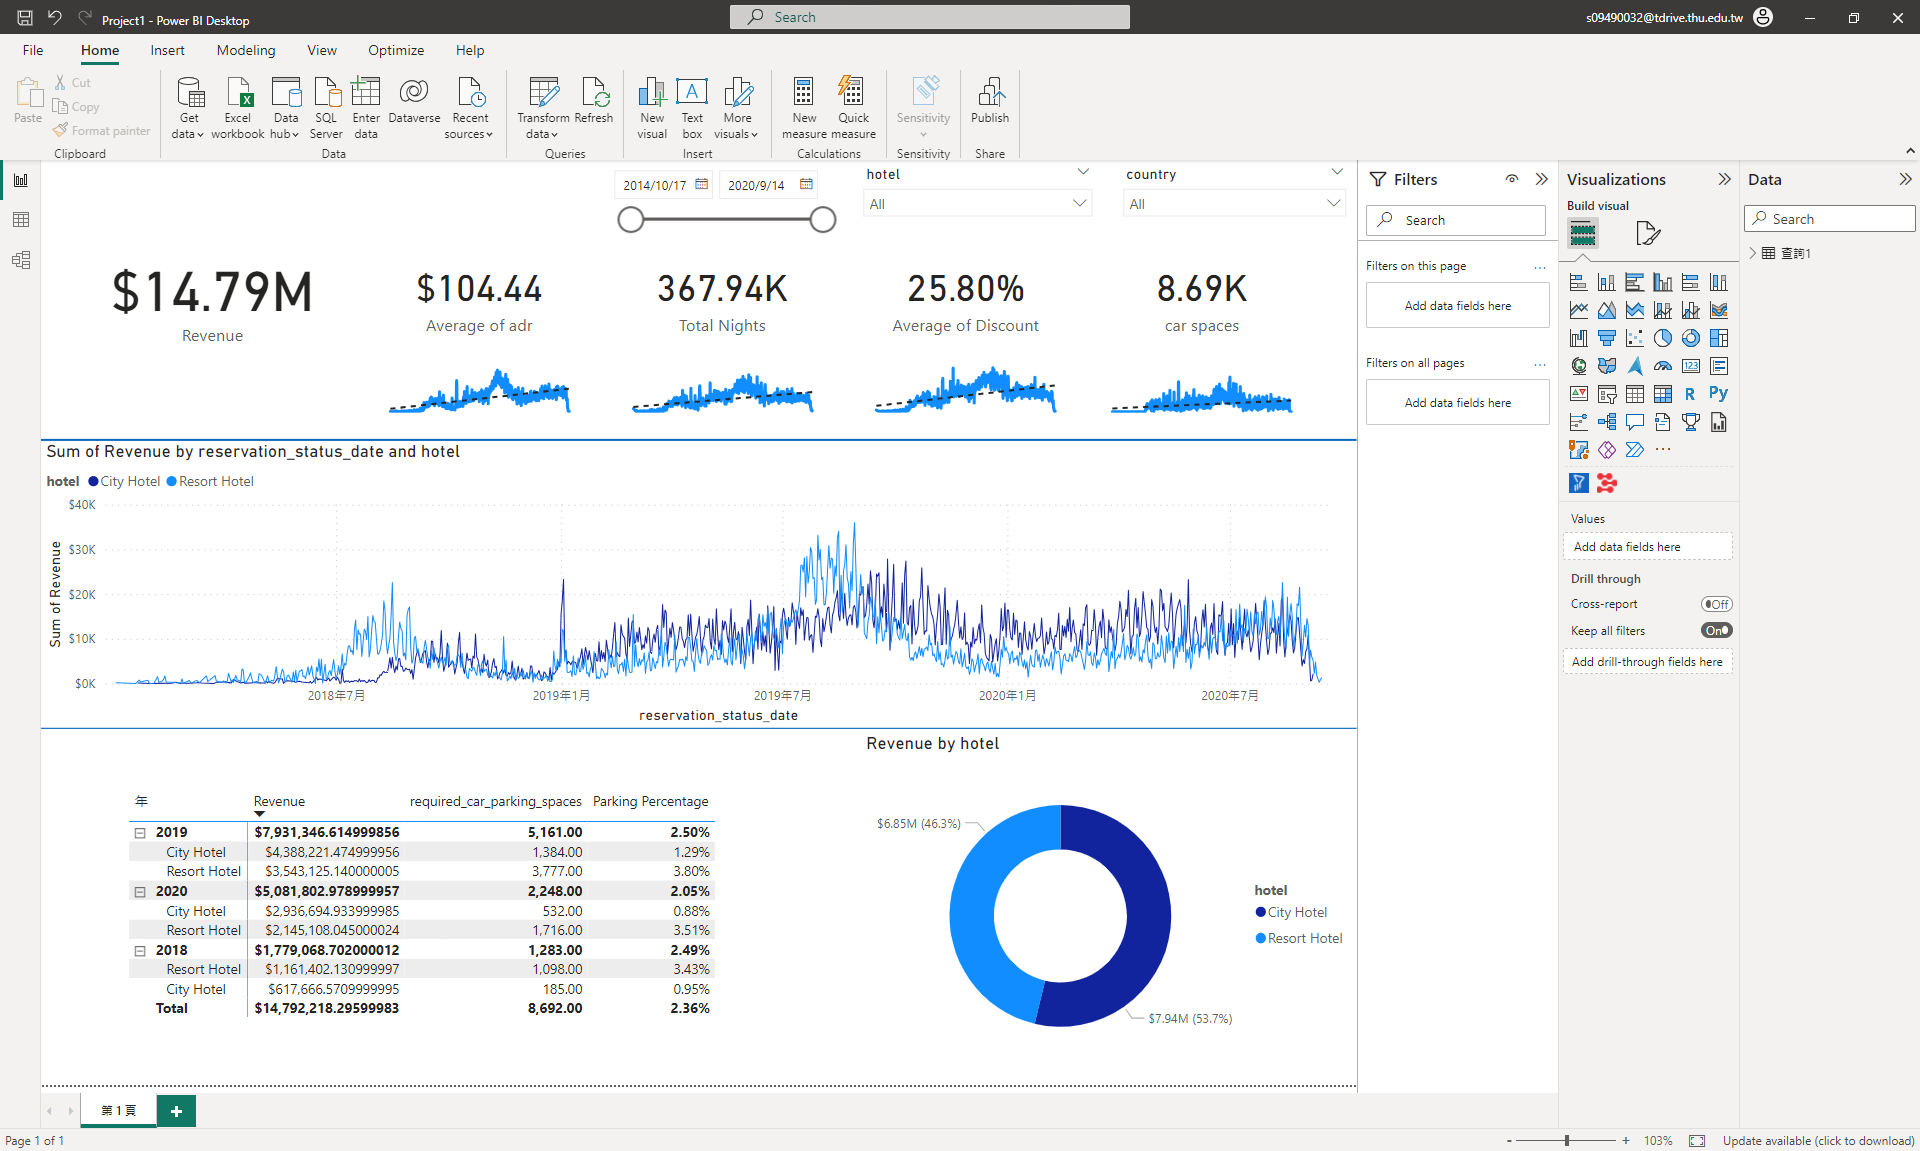 Project1 - Power BI Desktop
Search
s09490032@tdrive.thu.edu.tw
File Home Insert Modeling View Optimize Help
Paste
Cut
Copy
Format painter
Clipboard
Get data
Excel workbook
Data hub
SQL Server
Enter data
Dataverse
Recent sources
Data
Transform data
Refresh
Queries
New visual
Text box
More visuals
Insert
New measure
Quick measure
Calculations
Sensitivity
Sensitivity
Publish
Share
2014/10/17 2020/9/14
hotel
All
country
All
$14.79M
Revenue
$104.44
Average of adr
367.94K
Total Nights
25.80%
Average of Discount
8.69K
car spaces
Sum of Revenue by reservation_status_date and hotel
hotel City Hotel Resort Hotel
Sum of Revenue
$40K
$30K
$20K
$10K
$0K
2018年7月 2019年1月 2019年7月 2020年1月 2020年7月
reservation_status_date
年 Revenue required_car_parking_spaces Parking Percentage
2019 $7,931,346.614999856 5,161.00 2.50%
City Hotel $4,388,221.474999956 1,384.00 1.29%
Resort Hotel $3,543,125.140000005 3,777.00 3.80%
2020 $5,081,802.978999957 2,248.00 2.05%
City Hotel $2,936,694.933999985 532.00 0.88%
Resort Hotel $2,145,108.045000024 1,716.00 3.51%
2018 $1,779,068.702000012 1,283.00 2.49%
Resort Hotel $1,161,402.130999997 1,098.00 3.43%
City Hotel $617,666.5709999995 185.00 0.95%
Total $14,792,218.29599983 8,692.00 2.36%
Revenue by hotel
$6.85M (46.3%)
$7.94M (53.7%)
hotel
City Hotel
Resort Hotel
Filters
Search
Filters on this page
Add data fields here
Filters on all pages
Add data fields here
Visualizations
Build visual
123
R
Py
Values
Add data fields here
Drill through
Cross-report Off
Keep all filters On
Add drill-through fields here
Data
Search
查詢1
第 1 頁
Page 1 of 1
103%
Update available (click to download)